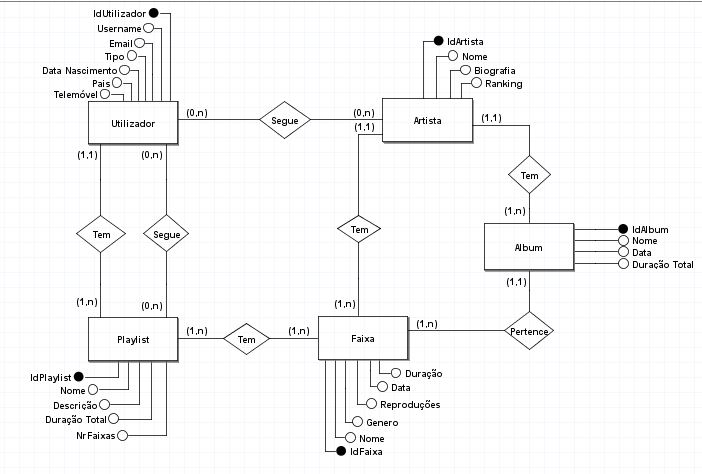 IdUtilizador
Username
Email
Tipo
Data Nascimento
Pais
Telemóvel
Utilizador
(0,n)
Segue
(0,n)
IdArtista
Nome
Biografia
Ranking
Artista
(1,1)
(1,1)
(1,1)
(0,n)
Tem
Segue
Tem
Tem
(1,n)
Album
IdAlbum
Nome
Data
Duração Total
(1,1)
(1,n)
(0,n)
(1,n)
Playlist
(1,n)
Tem
(1,n)
Faixa
(1,n)
Pertence
IdPlaylist
Nome
Descrição
Duração Total
NrFaixas
Duração
Data
Reproduções
Genero
Nome
IdFaixa